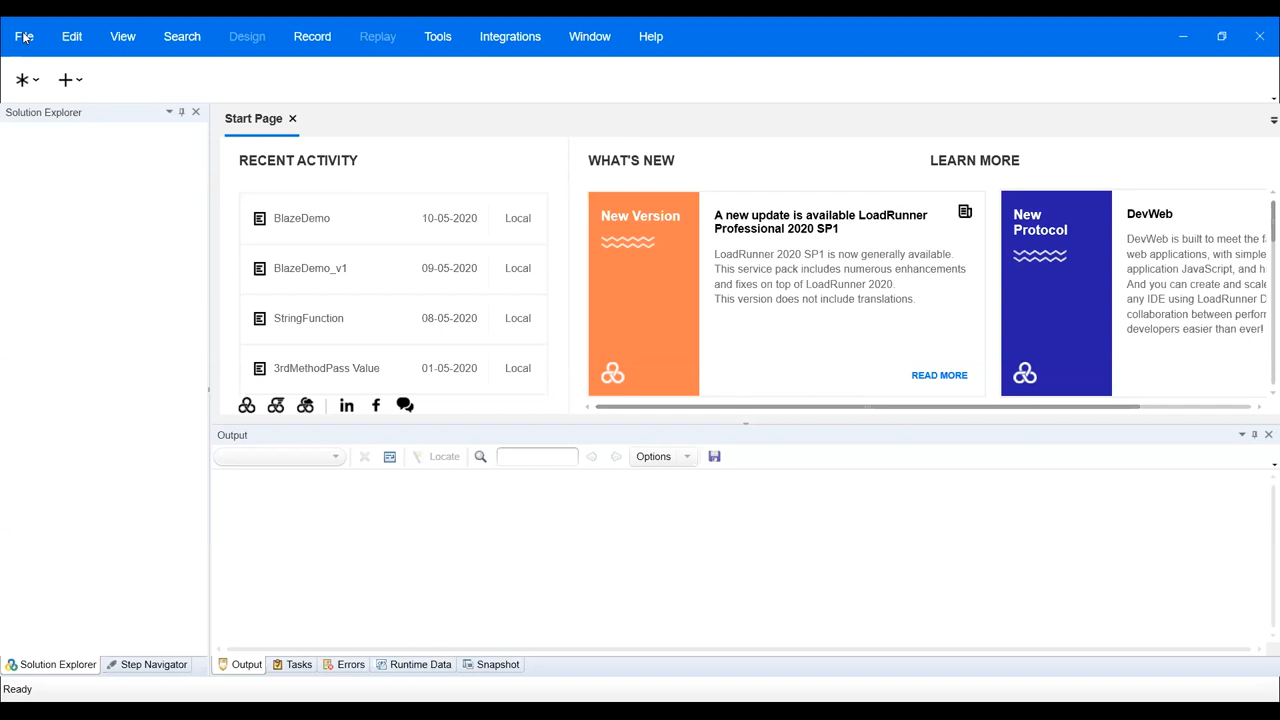 File Edit View Search Design Record Replay Tools Integrations Window Help
Solution Explorer
Start Page
RECENT ACTIVITY
BlazeDemo 10-05-2020 Local
BlazeDemo_v1 09-05-2020 Local
StringFunction 08-05-2020 Local
3rdMethodPass Value 01-05-2020 Local
WHAT'S NEW
New Version
A new update is available LoadRunner
Professional 2020 SP1
LoadRunner 2020 SP1 is now generally available.
This service pack includes numerous enhancements
and fixes on top of LoadRunner 2020.
This version does not include translations.
READ MORE
LEARN MORE
New
Protocol
DevWeb
DevWeb is built to meet the f
web applications, with simple
application JavaScript, and h
And you can create and scale
any IDE using LoadRunner D
collaboration between perfor
developers easier than ever!
Output
Locate Options
Solution Explorer Step Navigator Output Tasks Errors Runtime Data Snapshot
Ready